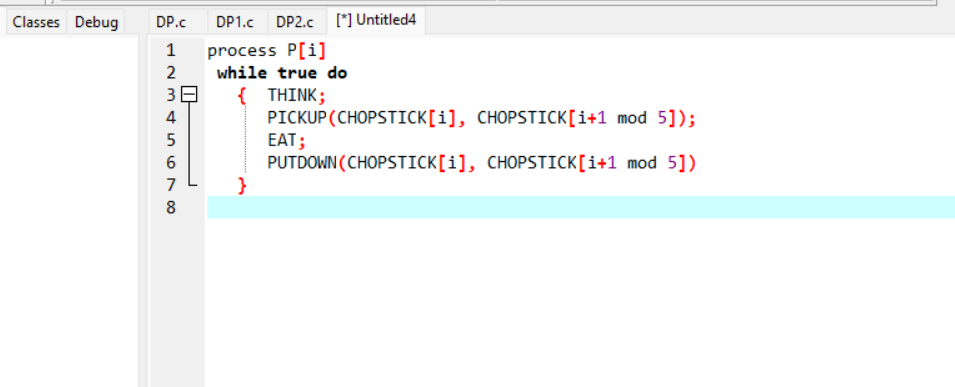 Classes Debug
DP.c DP1.c DP2.c [*] Untitled4
1 process P[i]
2 while true do
3 { THINK;
4 PICKUP(CHOPSTICK[i], CHOPSTICK[i+1 mod 5]);
5 EAT;
6 PUTDOWN(CHOPSTICK[i], CHOPSTICK[i+1 mod 5])
7 }
8